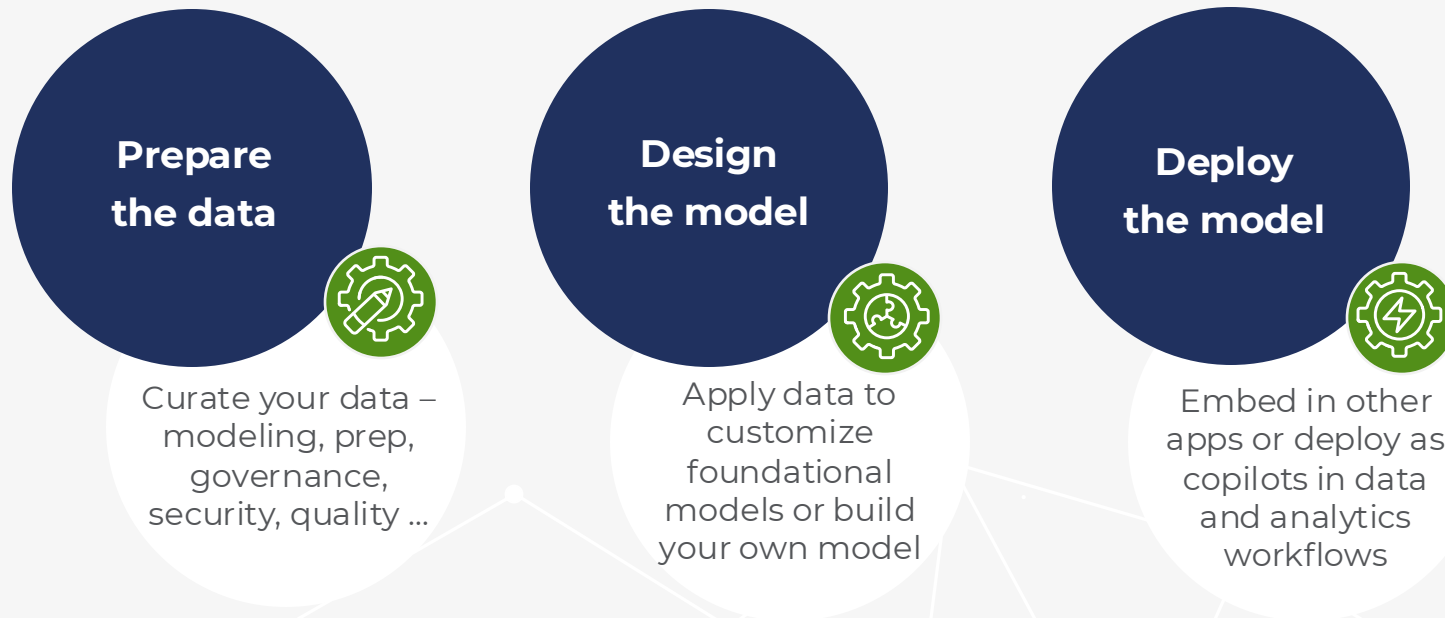 Prepare
the data
Curate your data –
modeling, prep,
governance,
security, quality ...
Design
the model
Apply data to
customize
foundational
models or build
your own model
Deploy
the model
Embed in other
apps or deploy as
copilots in data
and analytics
workflows